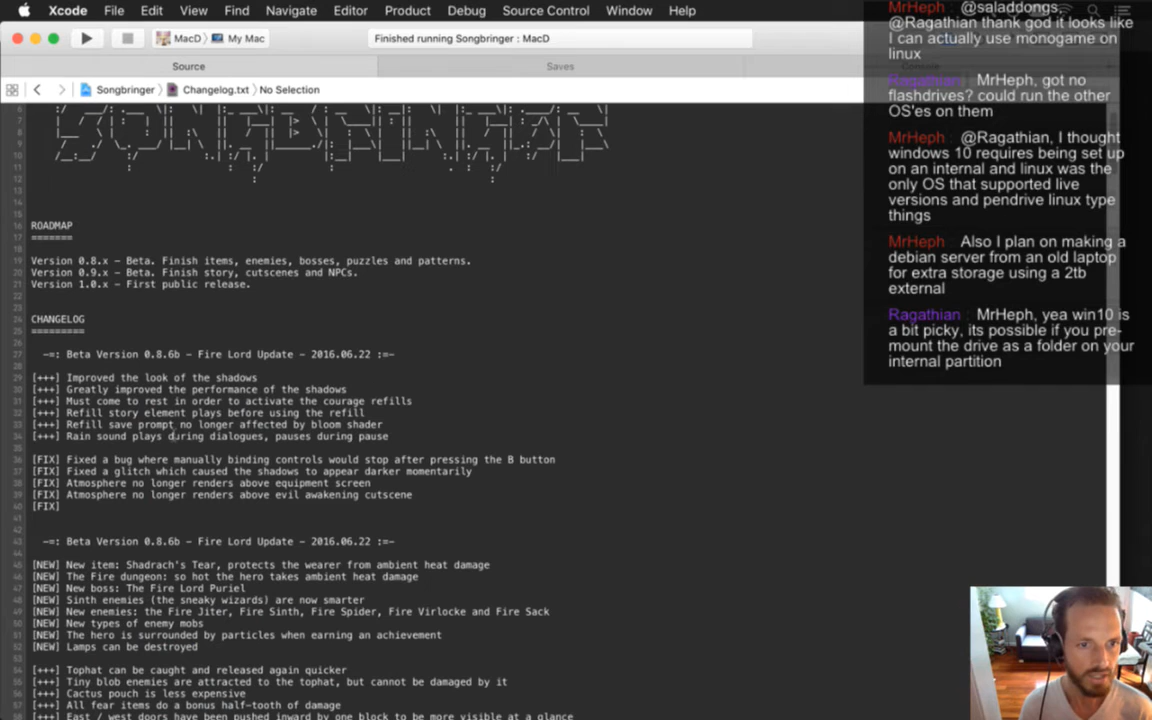 Xcode File Edit View Find Navigate Editor Product Debug Source Control Window Help
MacD 〉 My Mac
Finished running Songbringer : MacD
Source
Saves
Songbringer 〉 Changelog.txt 〉 No Selection
ROADMAP
=======
Version 0.8.x – Beta. Finish items, enemies, bosses, puzzles and patterns.
Version 0.9.x – Beta. Finish story, cutscenes and NPCs.
Version 1.0.x – First public release.
CHANGELOG
=========
-=: Beta Version 0.8.6b – Fire Lord Update – 2016.06.22 :=-
[+++] Improved the look of the shadows
[+++] Greatly improved the performance of the shadows
[+++] Must come to rest in order to activate the courage refills
[+++] Refill story element plays before using the refill
[+++] Refill save prompt no longer affected by bloom shader
[+++] Rain sound plays during dialogues, pauses during pause
[FIX] Fixed a bug where manually binding controls would stop after pressing the B button
[FIX] Fixed a glitch which caused the shadows to appear darker momentarily
[FIX] Atmosphere no longer renders above equipment screen
[FIX] Atmosphere no longer renders above evil awakening cutscene
[FIX]
-=: Beta Version 0.8.6b – Fire Lord Update – 2016.06.22 :=-
[NEW] New item: Shadrach's Tear, protects the wearer from ambient heat damage
[NEW] The Fire dungeon: so hot the hero takes ambient heat damage
[NEW] New boss: The Fire Lord Puriel
[NEW] Sinth enemies (the sneaky wizards) are now smarter
[NEW] New enemies: the Fire Jiter, Fire Sinth, Fire Spider, Fire Virlocke and Fire Sack
[NEW] New types of enemy mobs
[NEW] The hero is surrounded by particles when earning an achievement
[NEW] Lamps can be destroyed
[+++] Tophat can be caught and released again quicker
[+++] Tiny blob enemies are attracted to the tophat, but cannot be damaged by it
[+++] Cactus pouch is less expensive
[+++] All fear items do a bonus half-tooth of damage
[+++] East / west doors have been pushed inward by one block to be more visible at a glance
MrHeph : @saladdongs,
@Ragathian thank god it looks like
I can actually use monogame on
linux
Ragathian : MrHeph, got no
flashdrives? could run the other
OS'es on them
MrHeph : @Ragathian, I thought
windows 10 requires being set up
on an internal and linux was the
only OS that supported live
versions and pendrive linux type
things
MrHeph : Also I plan on making a
debian server from an old laptop
for extra storage using a 2tb
external
Ragathian : MrHeph, yea win10 is
a bit picky, its possible if you pre-
mount the drive as a folder on your
internal partition